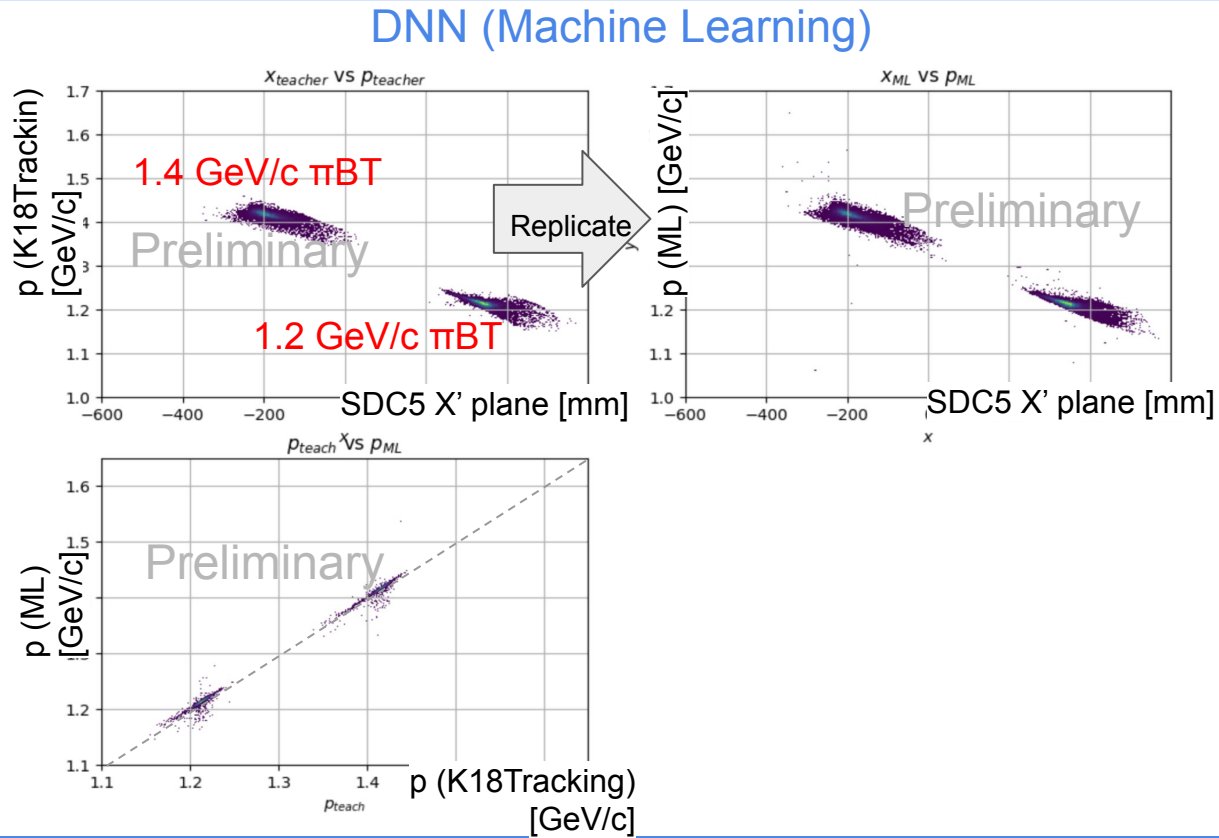 DNN (Machine Learning)
x_teacher vs p_teacher
p (K18Trackin)
[GeV/c]
1.7
1.6
1.5
.4
3
1.2
1.1
1.0
1.4 GeV/c πBT
Preliminary
1.2 GeV/c πBT
−600
−400
−200
SDC5 X’ plane [mm]
x
Replicate
x_ML vs p_ML
p (ML) [GeV/c]
y
1.2
1.1
1.0
Preliminary
−600
−400
−200
SDC5 X’ plane [mm]
x
p_teach vs p_ML
p (ML)
[GeV/c]
1.6
1.5
1.2
1.1
Preliminary
1.1
1.2
1.3
1.4
p_teach
p (K18Tracking)
[GeV/c]